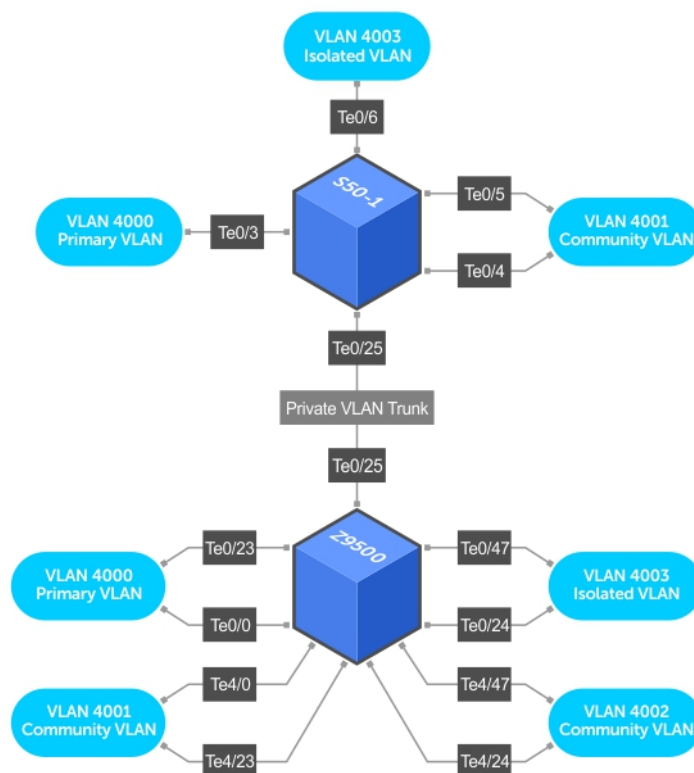 VLAN 4003
Isolated VLAN
Te0/6
S50-1
Te0/5
VLAN 4000
Primary VLAN
Te0/3
VLAN 4001
Community VLAN
Te0/4
Te0/25
Private VLAN Trunk
Te0/25
Z9500
Te0/23
Te0/47
VLAN 4000
Primary VLAN
VLAN 4003
Isolated VLAN
Te0/0
Te0/24
Te4/0
Te4/47
VLAN 4001
Community VLAN
VLAN 4002
Community VLAN
Te4/23
Te4/24